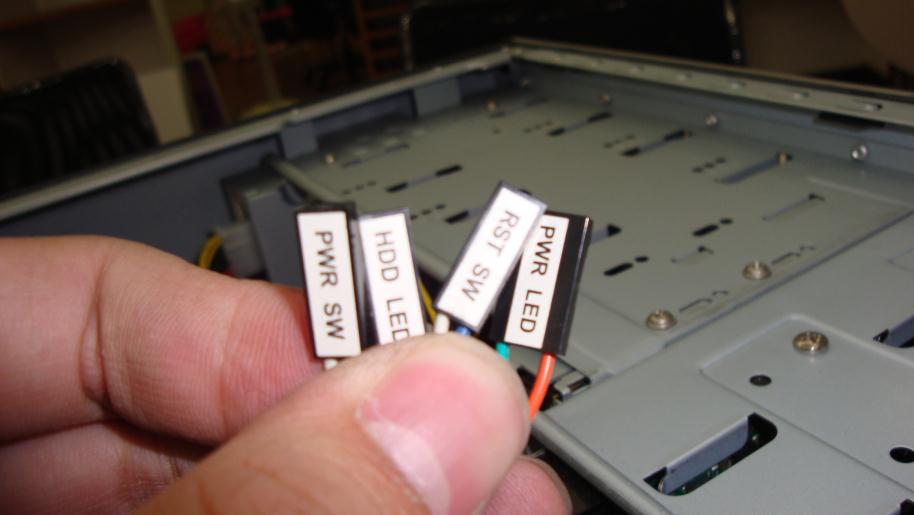 PWR SW
HDD LED
RST SW
PWR LED